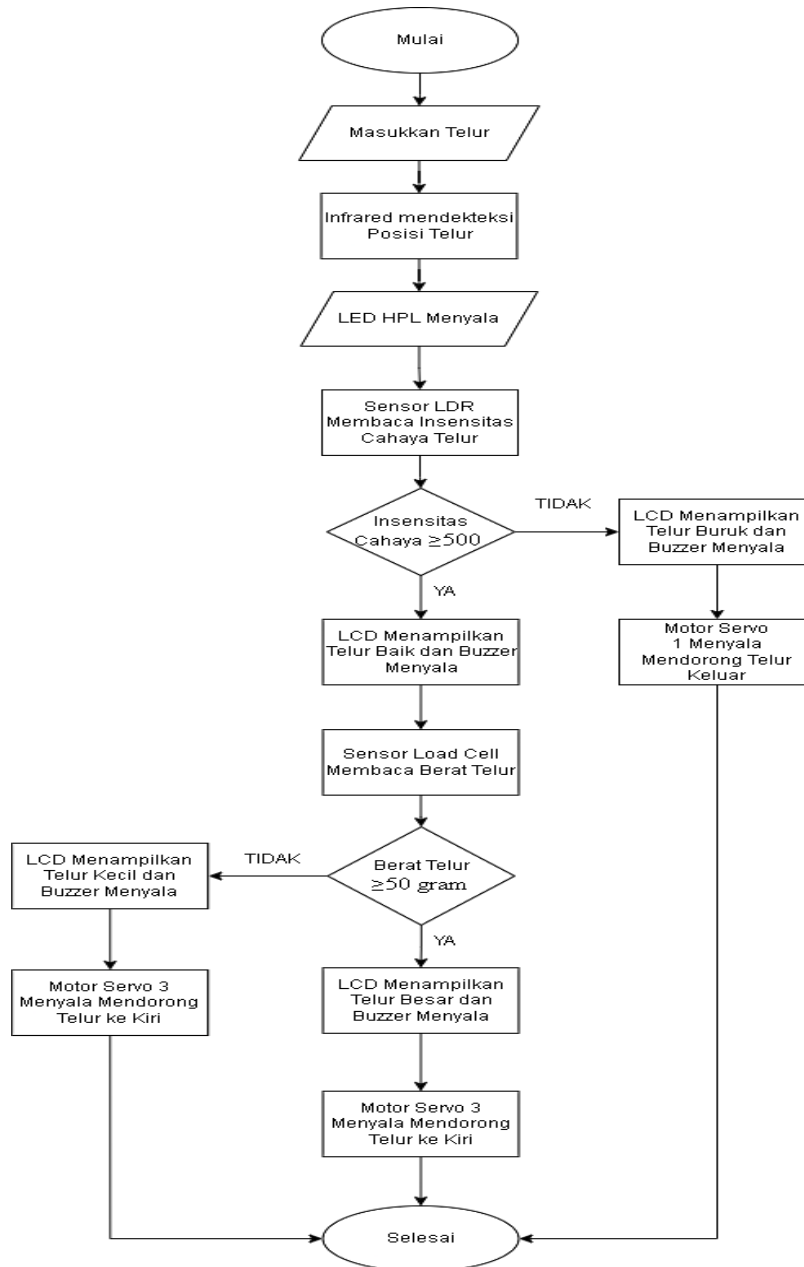 Mulai
Masukkan Telur
Infrared mendekteksi
Posisi Telur
LED HPL Menyala
Sensor LDR
Membaca Insensitas
Cahaya Telur
Insensitas
Cahaya ≥500
TIDAK
LCD Menampilkan
Telur Buruk dan
Buzzer Menyala
Motor Servo
1 Menyala
Mendorong Telur
Keluar
YA
LCD Menampilkan
Telur Baik dan Buzzer
Menyala
Sensor Load Cell
Membaca Berat Telur
Berat Telur
≥50 gram
TIDAK
LCD Menampilkan
Telur Kecil dan
Buzzer Menyala
Motor Servo 3
Menyala Mendorong
Telur ke Kiri
YA
LCD Menampilkan
Telur Besar dan
Buzzer Menyala
Motor Servo 3
Menyala Mendorong
Telur ke Kiri
Selesai